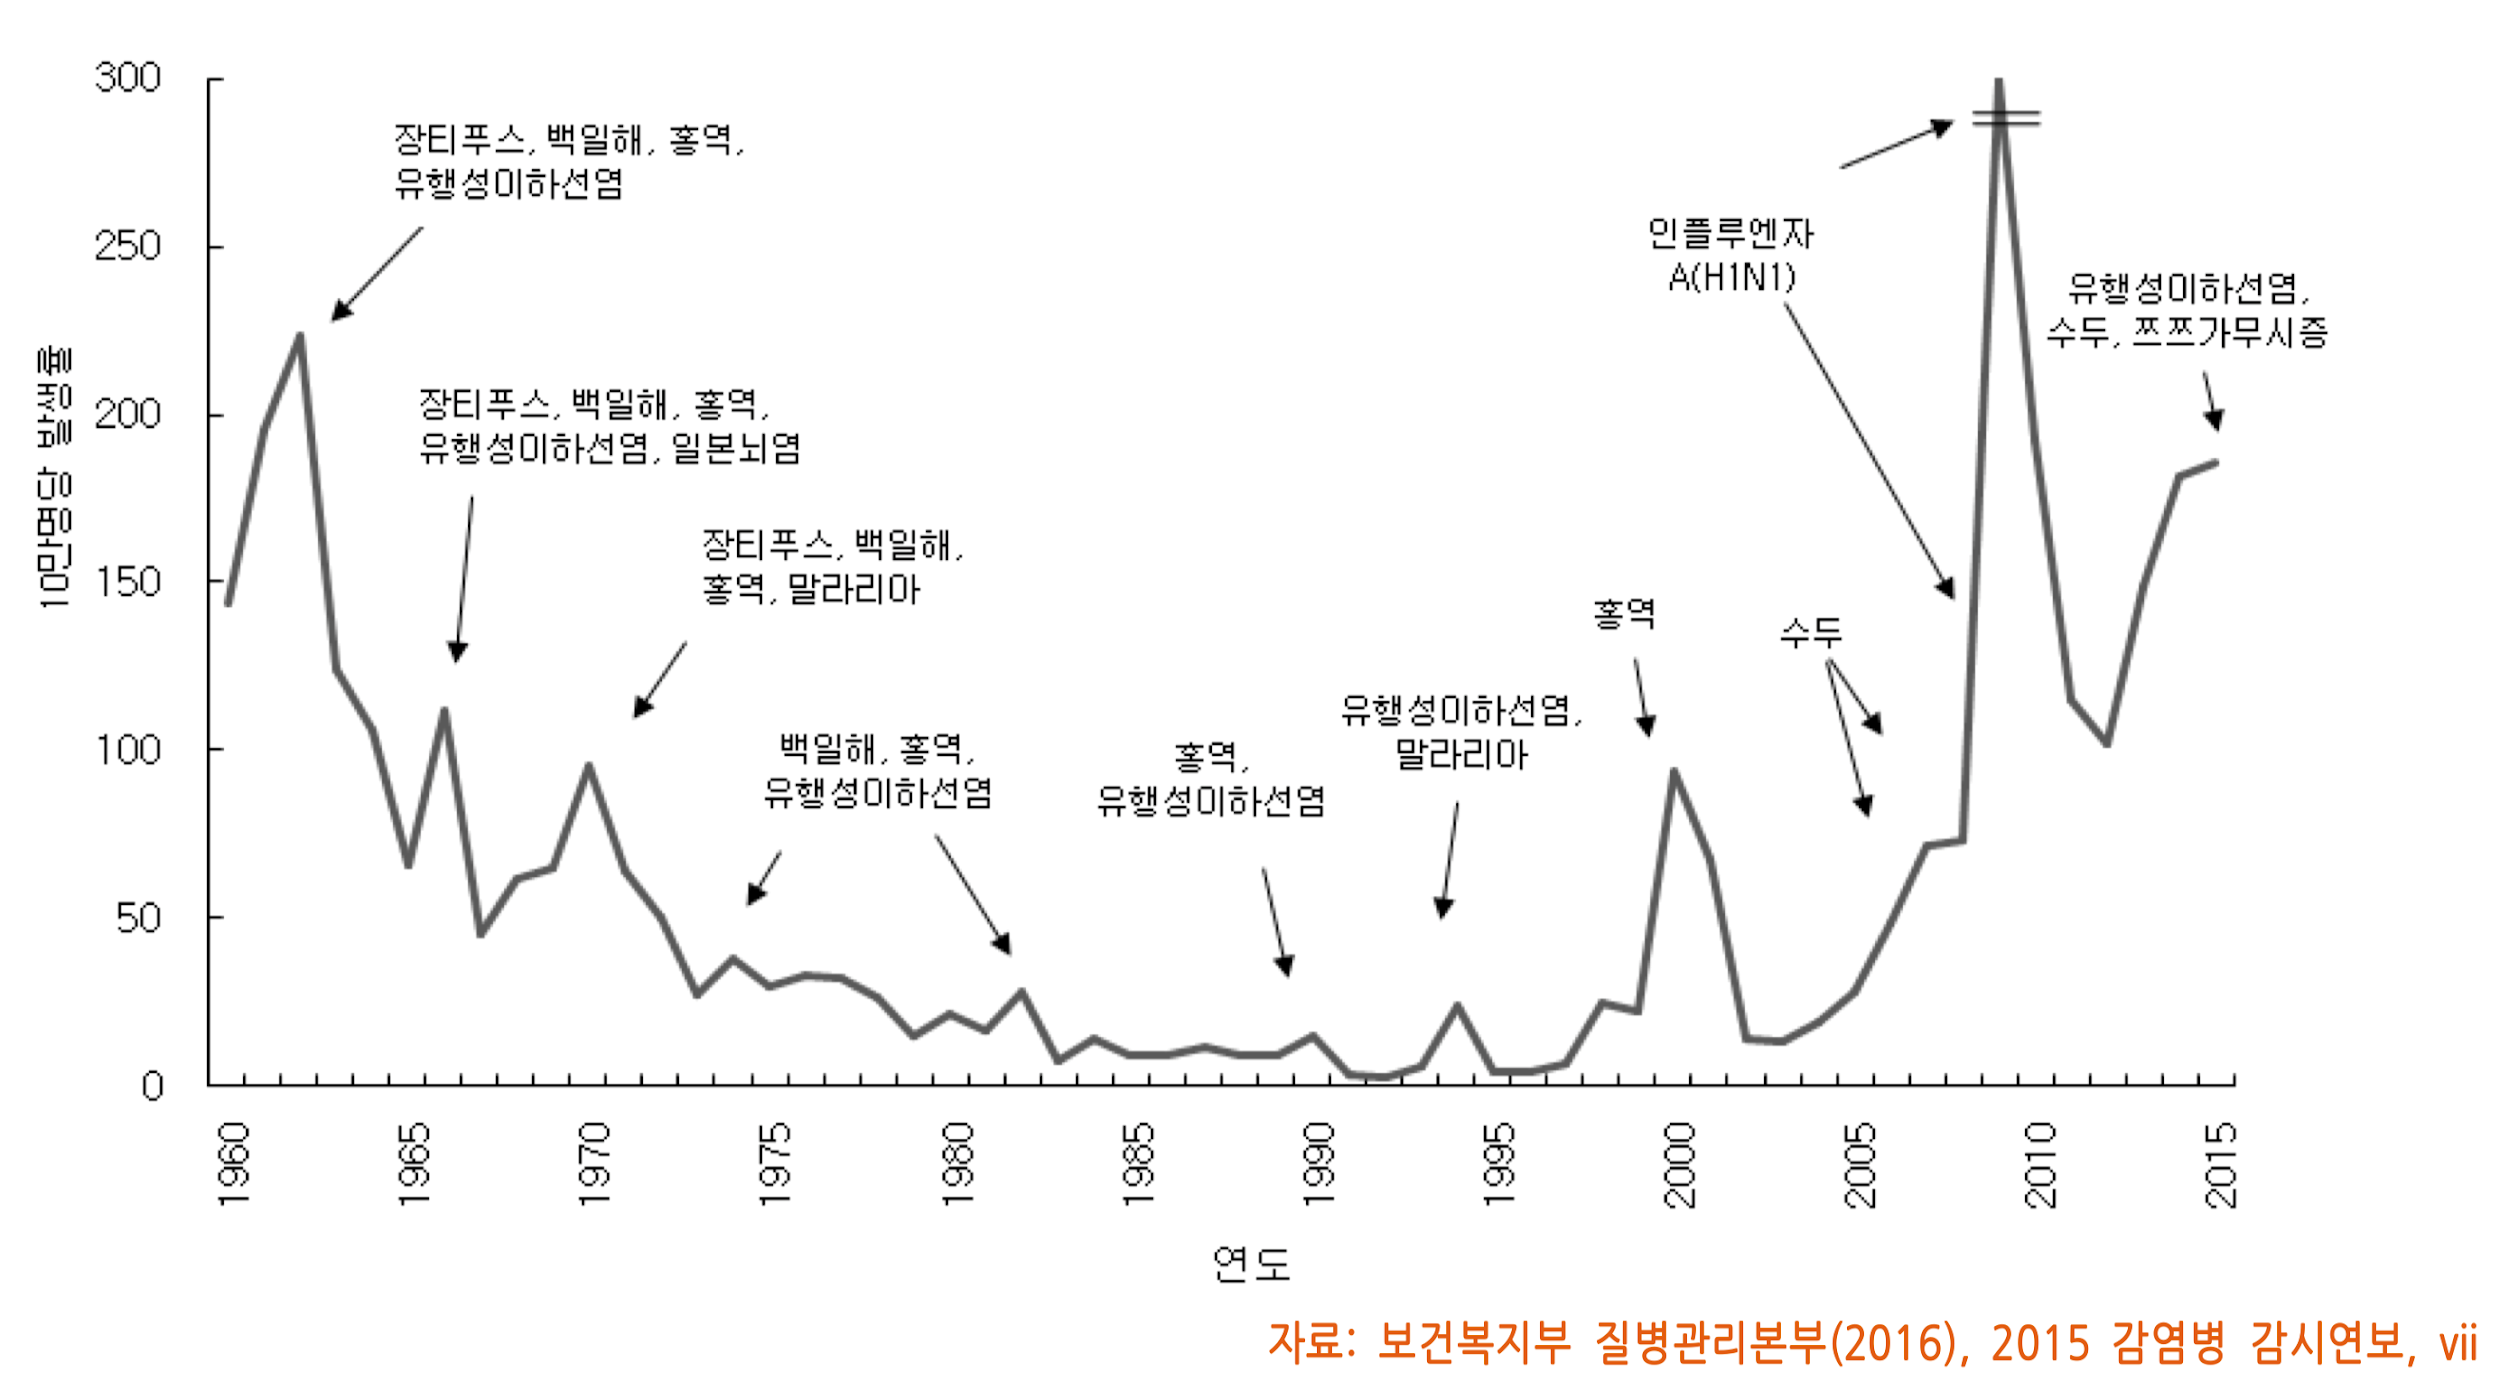 300
250
200
150
100
50
0
10만명당 발생률
장티푸스, 백일해, 홍역,
유행성이하선염
장티푸스, 백일해, 홍역,
유행성이하선염, 일본뇌염
장티푸스, 백일해,
홍역, 말라리아
백일해, 홍역,
유행성이하선염
홍역,
유행성이하선염
유행성이하선염,
말라리아
홍역
수두
인플루엔자
A(H1N1)
유행성이하선염,
수두, 쯔쯔가무시증
1960 1965 1970 1975 1980 1985 1990 1995 2000 2005 2010 2015
연도
자료: 보건복지부 질병관리본부(2016), 2015 감염병 감시연보, vii